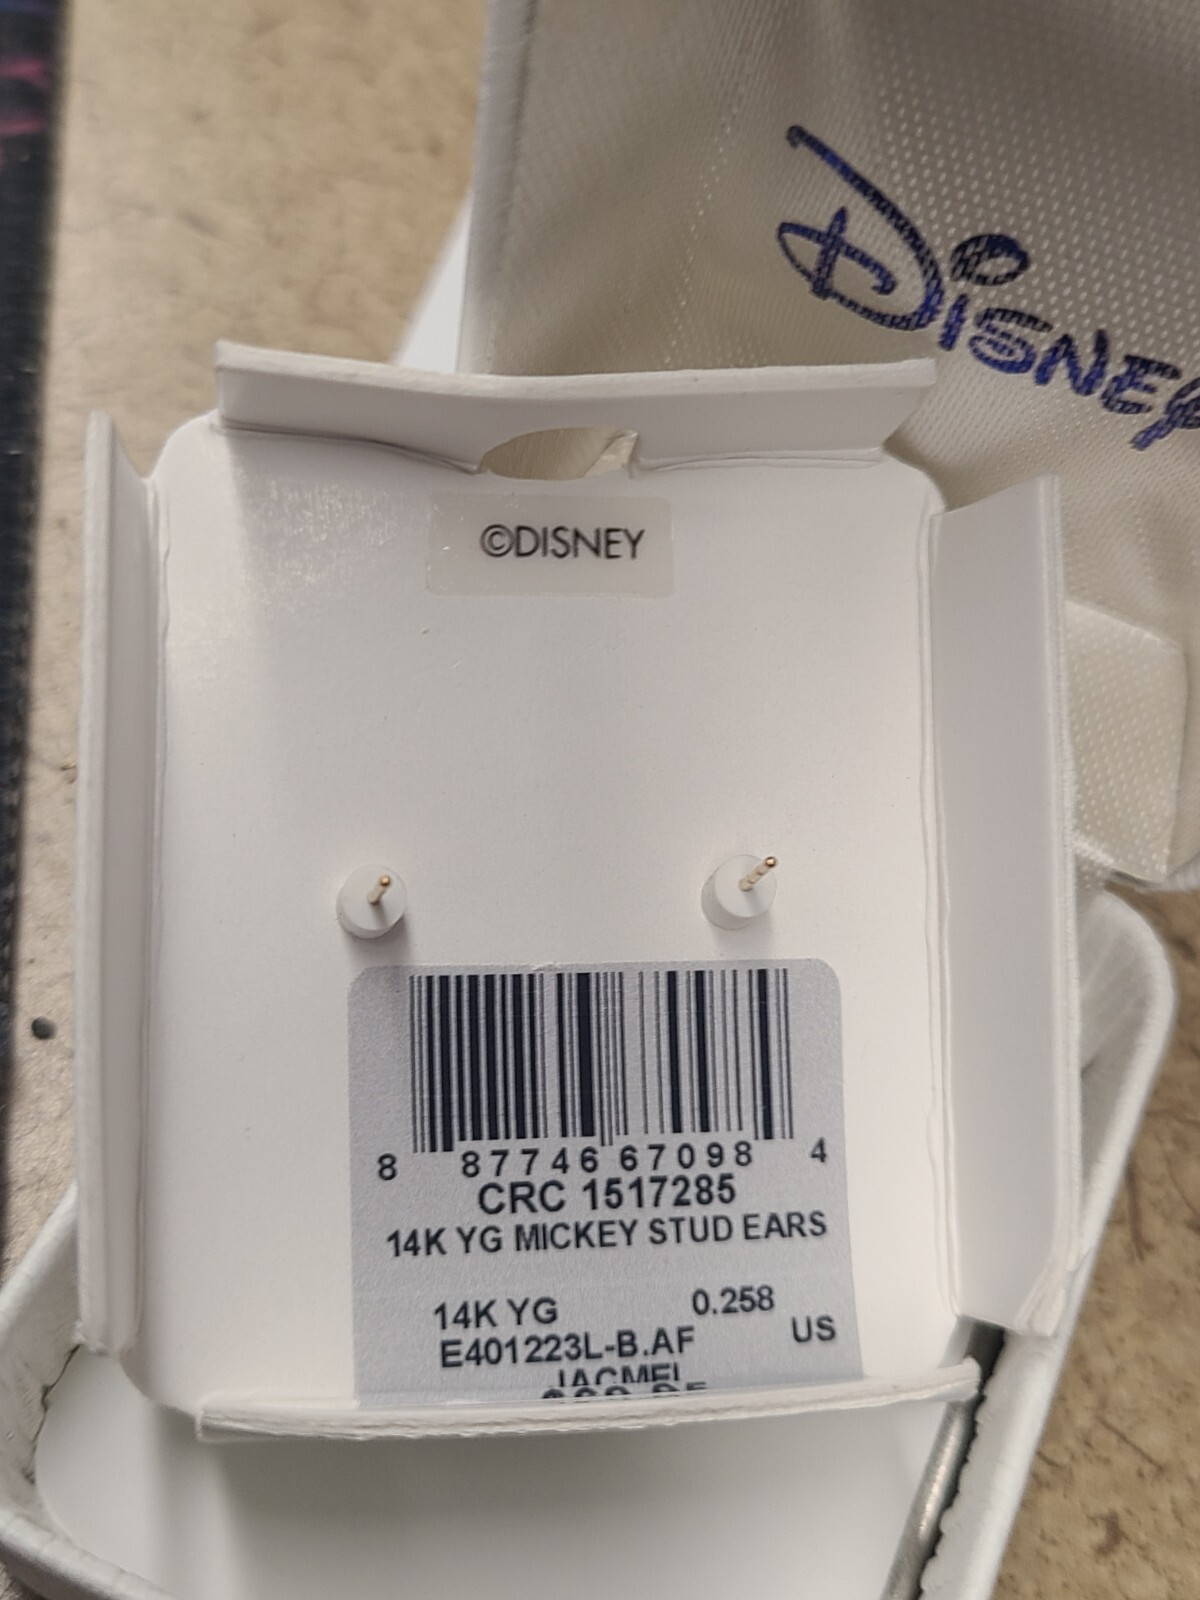 DISNEY
©DISNEY
8 87746 67098 4
CRC 1517285
14K YG MICKEY STUD EARS
14K YG 0.258
E401223L-B.AF US
JACMEL